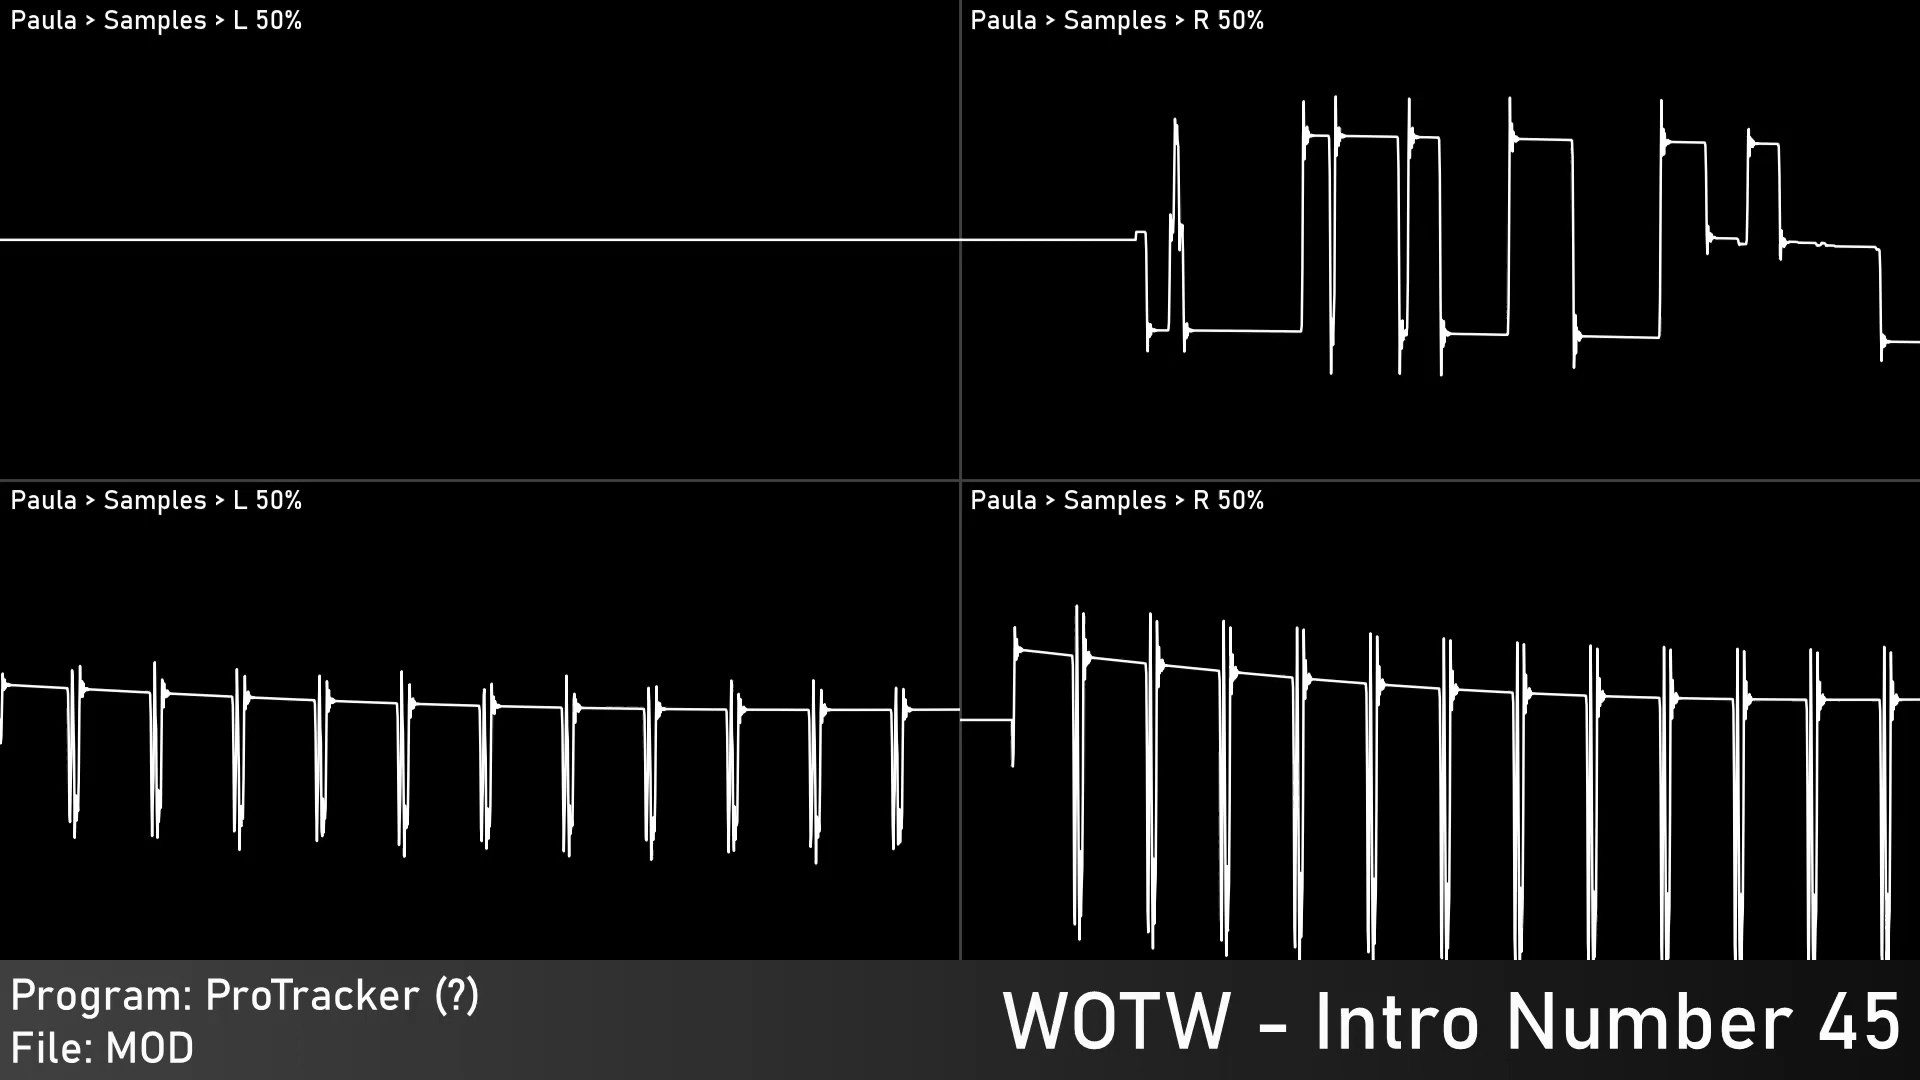 Paula > Samples > L 50%
Paula > Samples > R 50%
Paula > Samples > L 50%
Paula > Samples > R 50%
Program: ProTracker (?)
File: MOD
WOTW - Intro Number 45